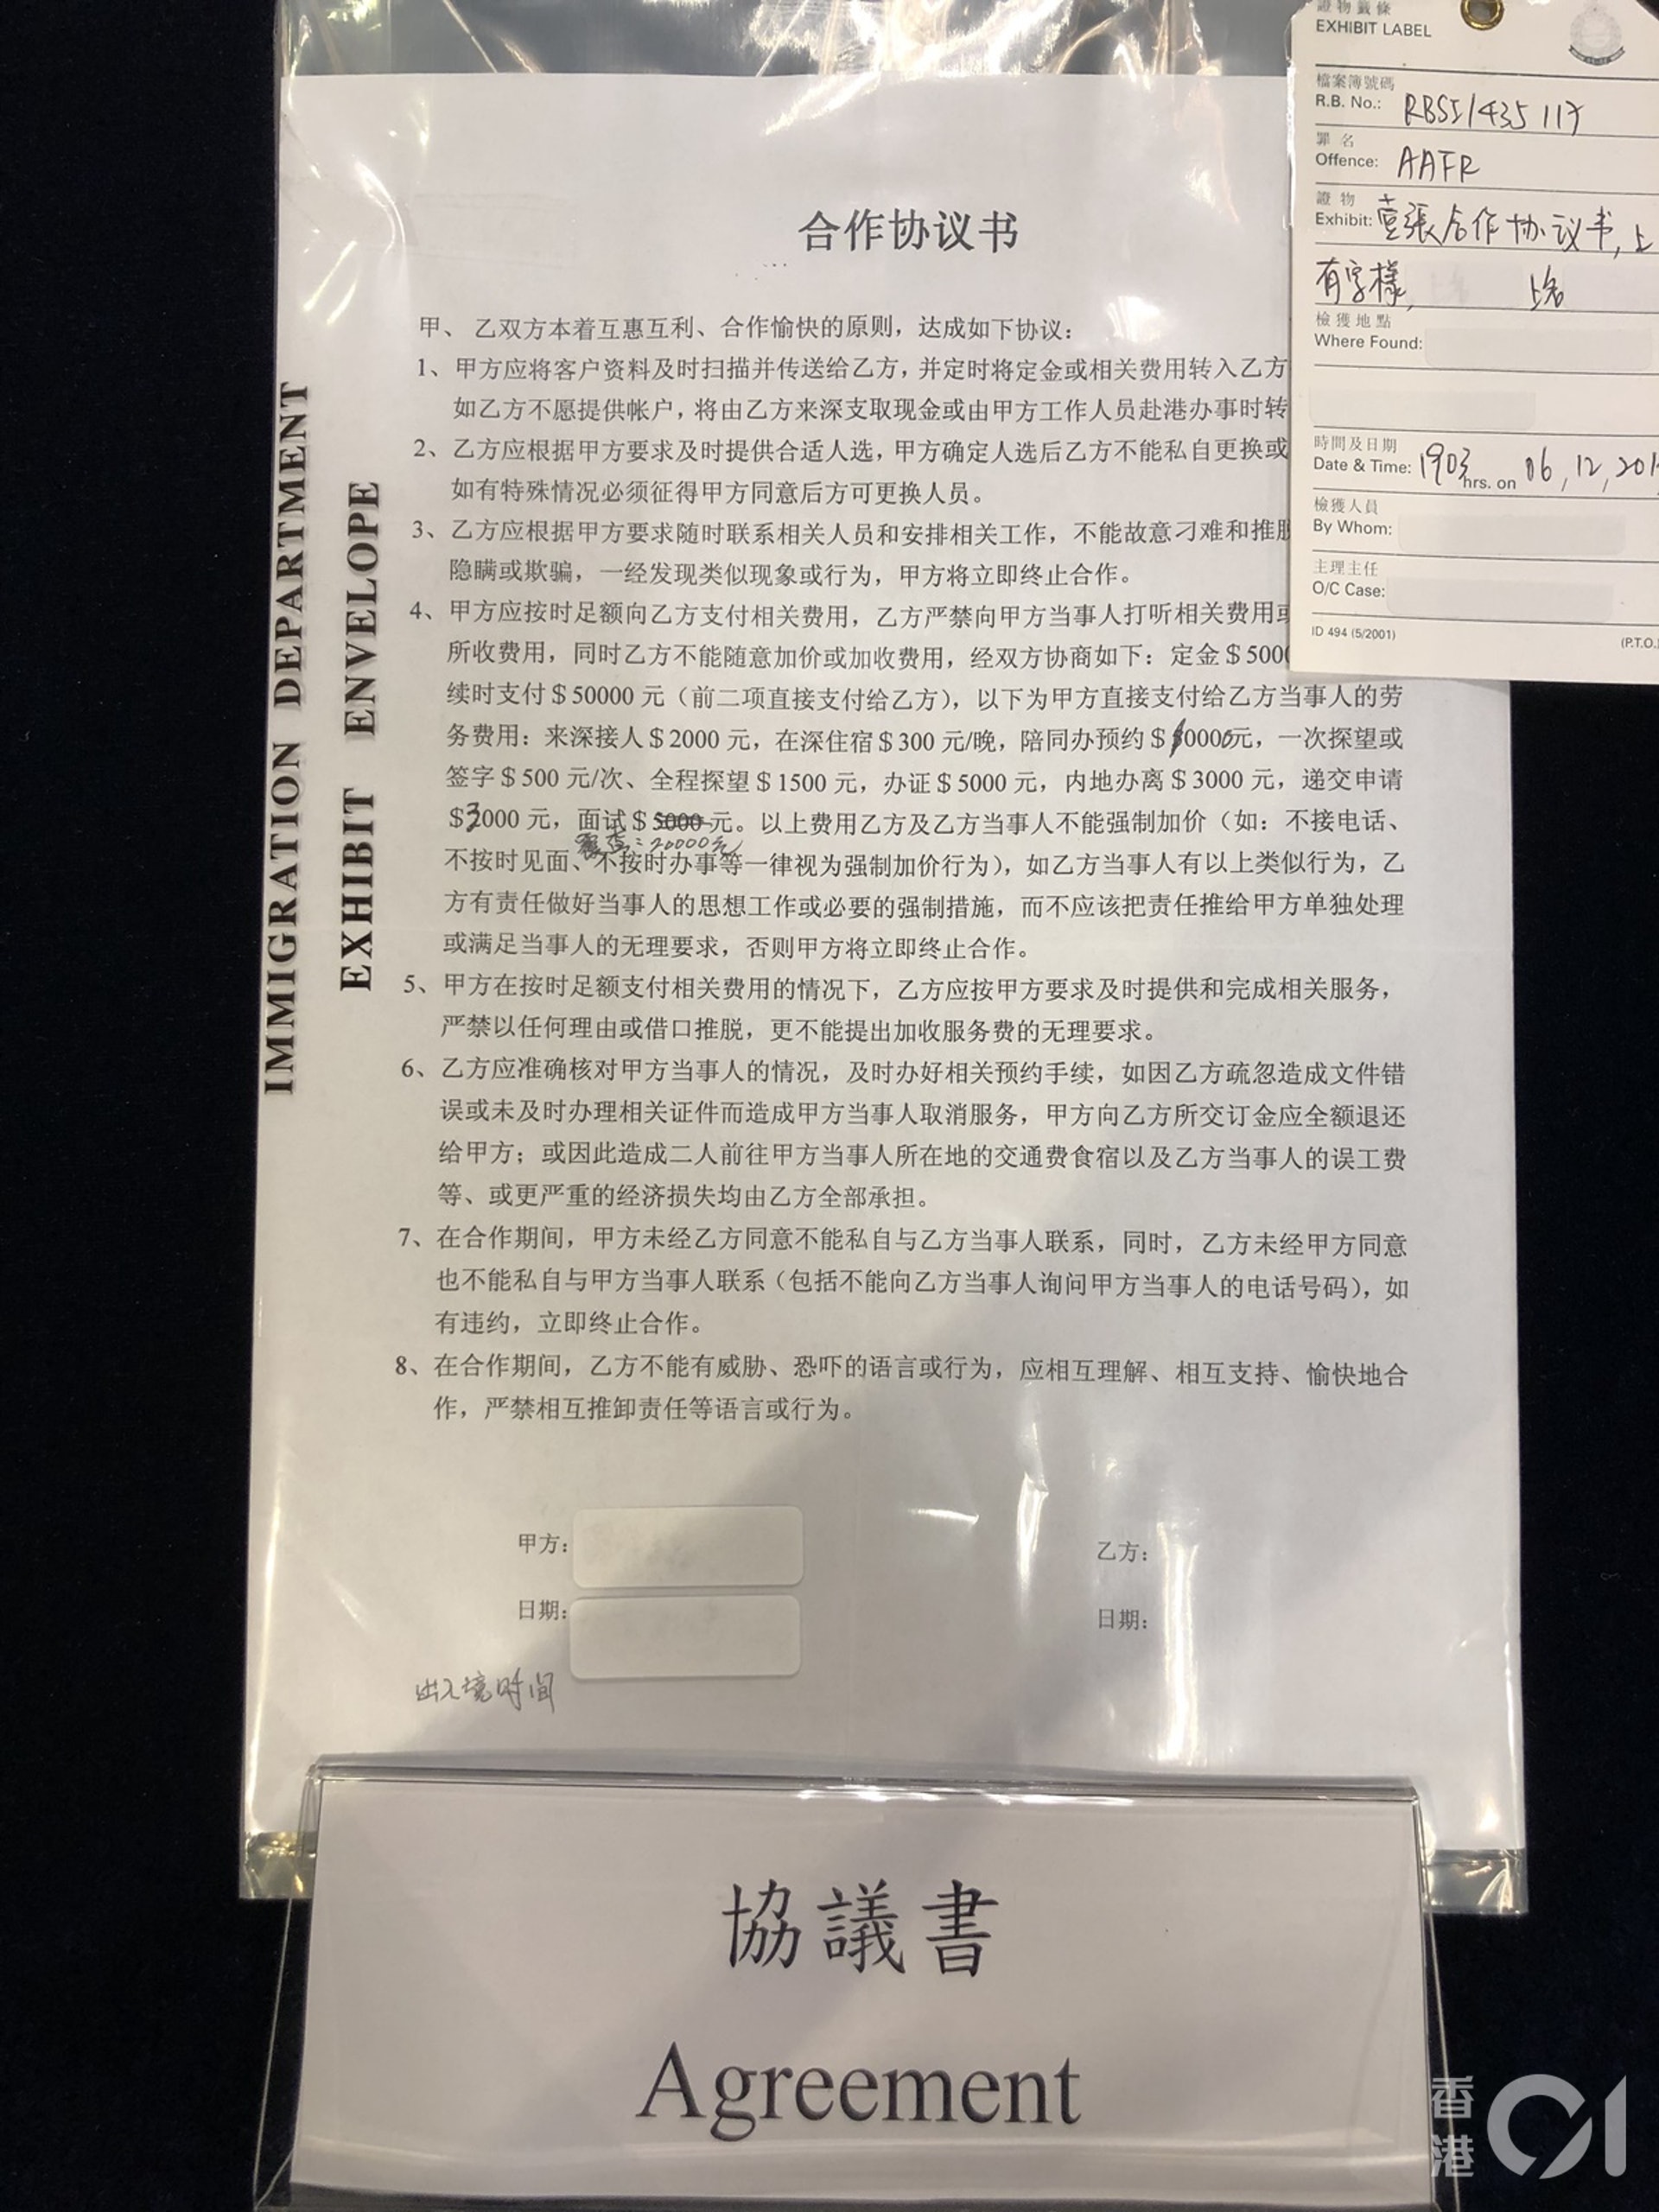 合作协议书
甲、乙双方本着互惠互利、合作愉快的原则，达成如下协议：
1、甲方应将客户资料及时扫描并传送给乙方，并定时将定金或相关费用转入乙方
如乙方不愿提供帐户，将由乙方来深支取现金或由甲方工作人员赴港办事时转
2、乙方应根据甲方要求及时提供合适人选，甲方确定人选后乙方不能私自更换或
如有特殊情况必须征得甲方同意后方可更换人员。
3、乙方应根据甲方要求随时联系相关人员和安排相关工作，不能故意刁难和推
隐瞒或欺骗，一经发现类似现象或行为，甲方将立即终止合作。
4、甲方应按时足额向乙方支付相关费用，乙方严禁向甲方当事人打听相关费用或
所收费用，同时乙方不能随意加价或加收费用，经双方协商如下：定金＄500
续时支付＄50000 元（前二项直接支付给乙方），以下为甲方直接支付给乙方当事人的劳
务费用：来深接人＄2000 元，在深住宿＄300 元/晚，陪同办预约＄元，一次探望或
签字＄500 元/次、全程探望＄1500 元，办证＄5000 元，内地办离＄3000 元，递交申请
$3000 元，面试＄5000 元。以上费用乙方及乙方当事人不能强制加价（如：不接电话、
：20000元
不按时见面、不按时办事等一律视为强制加价行为），如乙方当事人有以上类似行为，乙
方有责任做好当事人的思想工作或必要的强制措施，而不应该把责任推给甲方单独处理
或满足当事人的无理要求，否则甲方将立即终止合作。
5、甲方在按时足额支付相关费用的情况下，乙方应按甲方要求及时提供和完成相关服务，
严禁以任何理由或借口推脱，更不能提出加收服务费的无理要求。
6、乙方应准确核对甲方当事人的情况，及时办好相关预约手续，如因乙方疏忽造成文件错
误或未及时办理相关证件而造成甲方当事人取消服务，甲方向乙方所交订金应全额退还
给甲方；或因此造成二人前往甲方当事人所在地的交通费食宿以及乙方当事人的误工费
等、或更严重的经济损失均由乙方全部承担。
7、在合作期间，甲方未经乙方同意不能私自与乙方当事人联系，同时，乙方未经甲方同意
也不能私自与甲方当事人联系（包括不能向乙方当事人询问甲方当事人的电话号码），如
有违约，立即终止合作。
8、在合作期间，乙方不能有威胁、恐吓的语言或行为，应相互理解、相互支持、愉快地合
作，严禁相互推卸责任等语言或行为。
甲方：
乙方：
日期：
日期：
出入境时间
IMMIGRATION DEPARTMENT
EXHIBIT ENVELOPE
證物籤條
EXHIBIT LABEL
檔案簿號碼
R.B. No.: RBSI/435 117
罪名
Offence: AAFR
證物
Exhibit: 壹張合作协议书, 上
有字樣,
檢獲地點
Where Found:
時間及日期
Date & Time: 1903 hrs. on 06, 12, 201
檢獲人員
By Whom:
主理主任
O/C Case:
ID 494 (5/2001)
(P.T.O.)
協議書
Agreement
香港 01